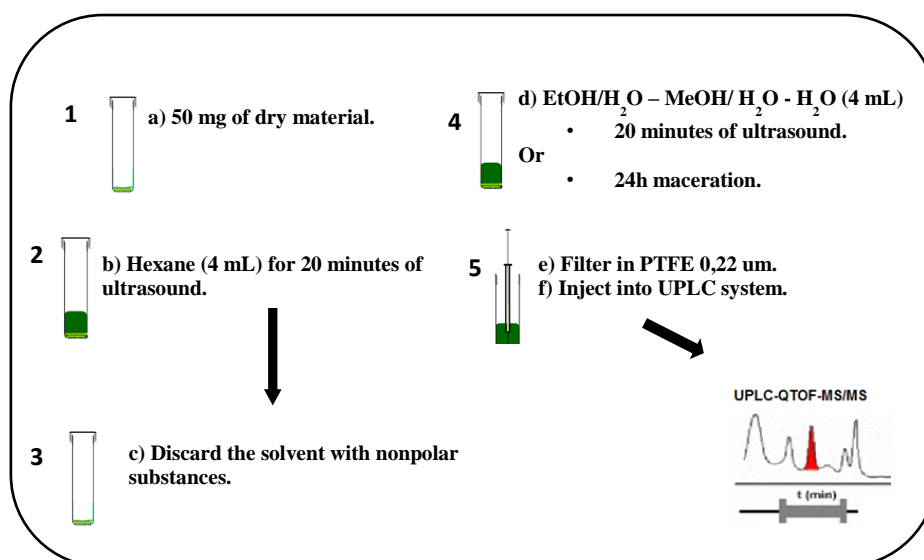 1
a) 50 mg of dry material.
2
b) Hexane (4 mL) for 20 minutes of
ultrasound.
3
c) Discard the solvent with nonpolar
substances.
4
d) EtOH/H₂O – MeOH/ H₂O - H₂O (4 mL)
• 20 minutes of ultrasound.
Or
• 24h maceration.
5
e) Filter in PTFE 0,22 um.
f) Inject into UPLC system.
UPLC-QTOF-MS/MS
t (min)